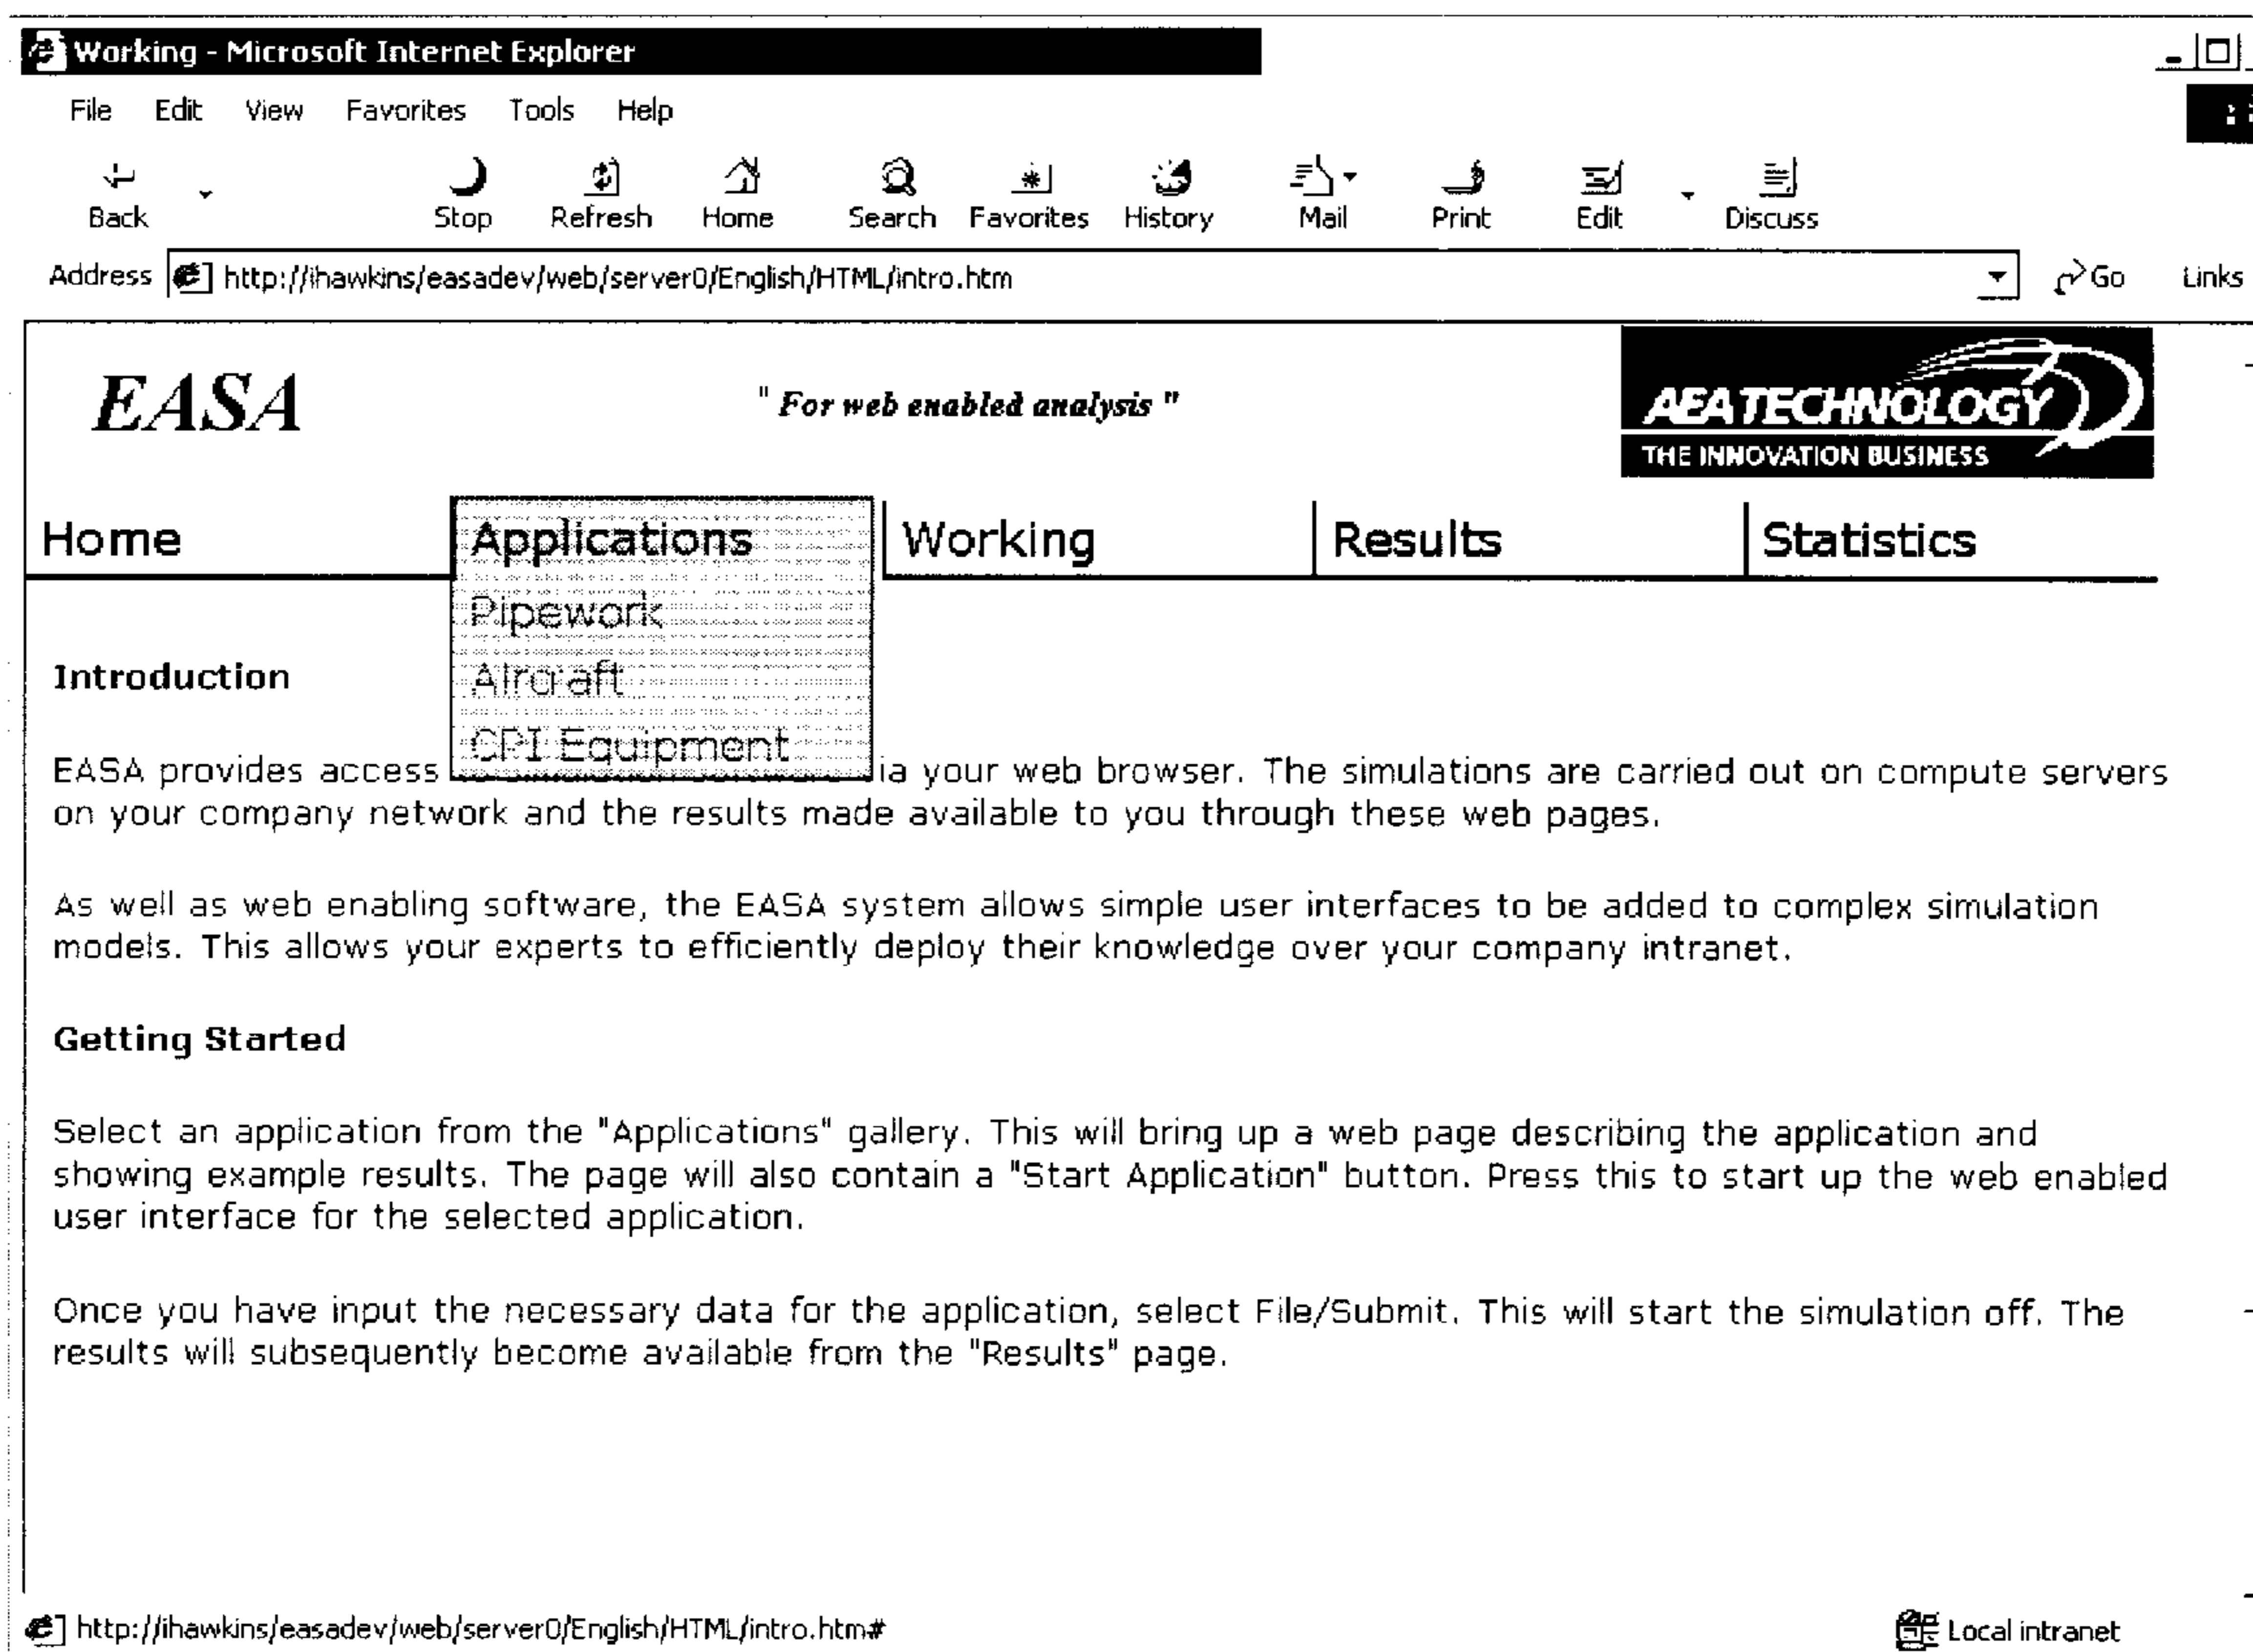 Working - Microsoft Internet Explorer
File Edit View Favorites Tools Help
Back Stop Refresh Home Search Favorites History Mail Print Edit Discuss
Address http://ihawkins/easadev/web/server0/English/HTML/intro.htm Go Links
EASA " For web enabled analysis " AEA TECHNOLOGY
THE INNOVATION BUSINESS
Home Applications Working Results Statistics
Pipework
Introduction
Aircraft
CPI Equipment
EASA provides access ia your web browser. The simulations are carried out on compute servers
on your company network and the results made available to you through these web pages.
As well as web enabling software, the EASA system allows simple user interfaces to be added to complex simulation
models. This allows your experts to efficiently deploy their knowledge over your company intranet.
Getting Started
Select an application from the "Applications" gallery. This will bring up a web page describing the application and
showing example results. The page will also contain a "Start Application" button. Press this to start up the web enabled
user interface for the selected application.
Once you have input the necessary data for the application, select File/Submit. This will start the simulation off. The
results will subsequently become available from the "Results" page.
http://ihawkins/easadev/web/server0/English/HTML/intro.htm# Local intranet